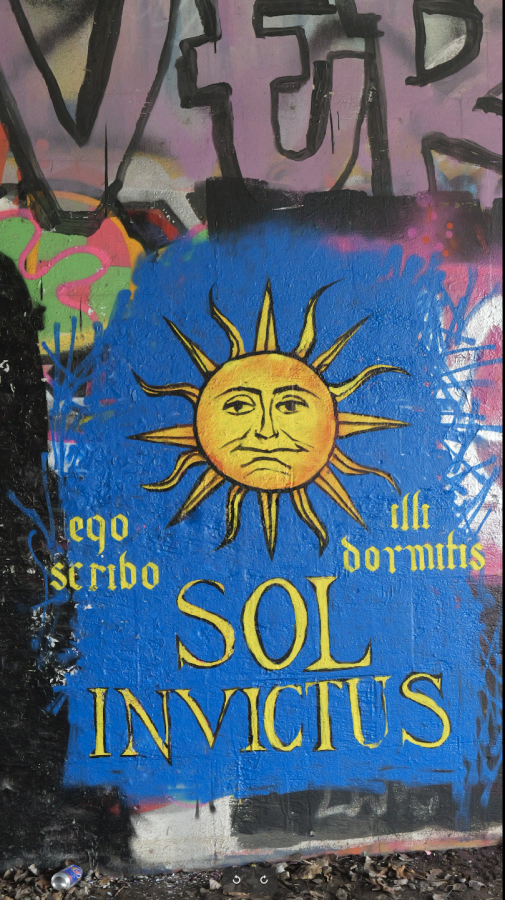 ego
scribo
illi
dormitis
SOL
INVICTUS